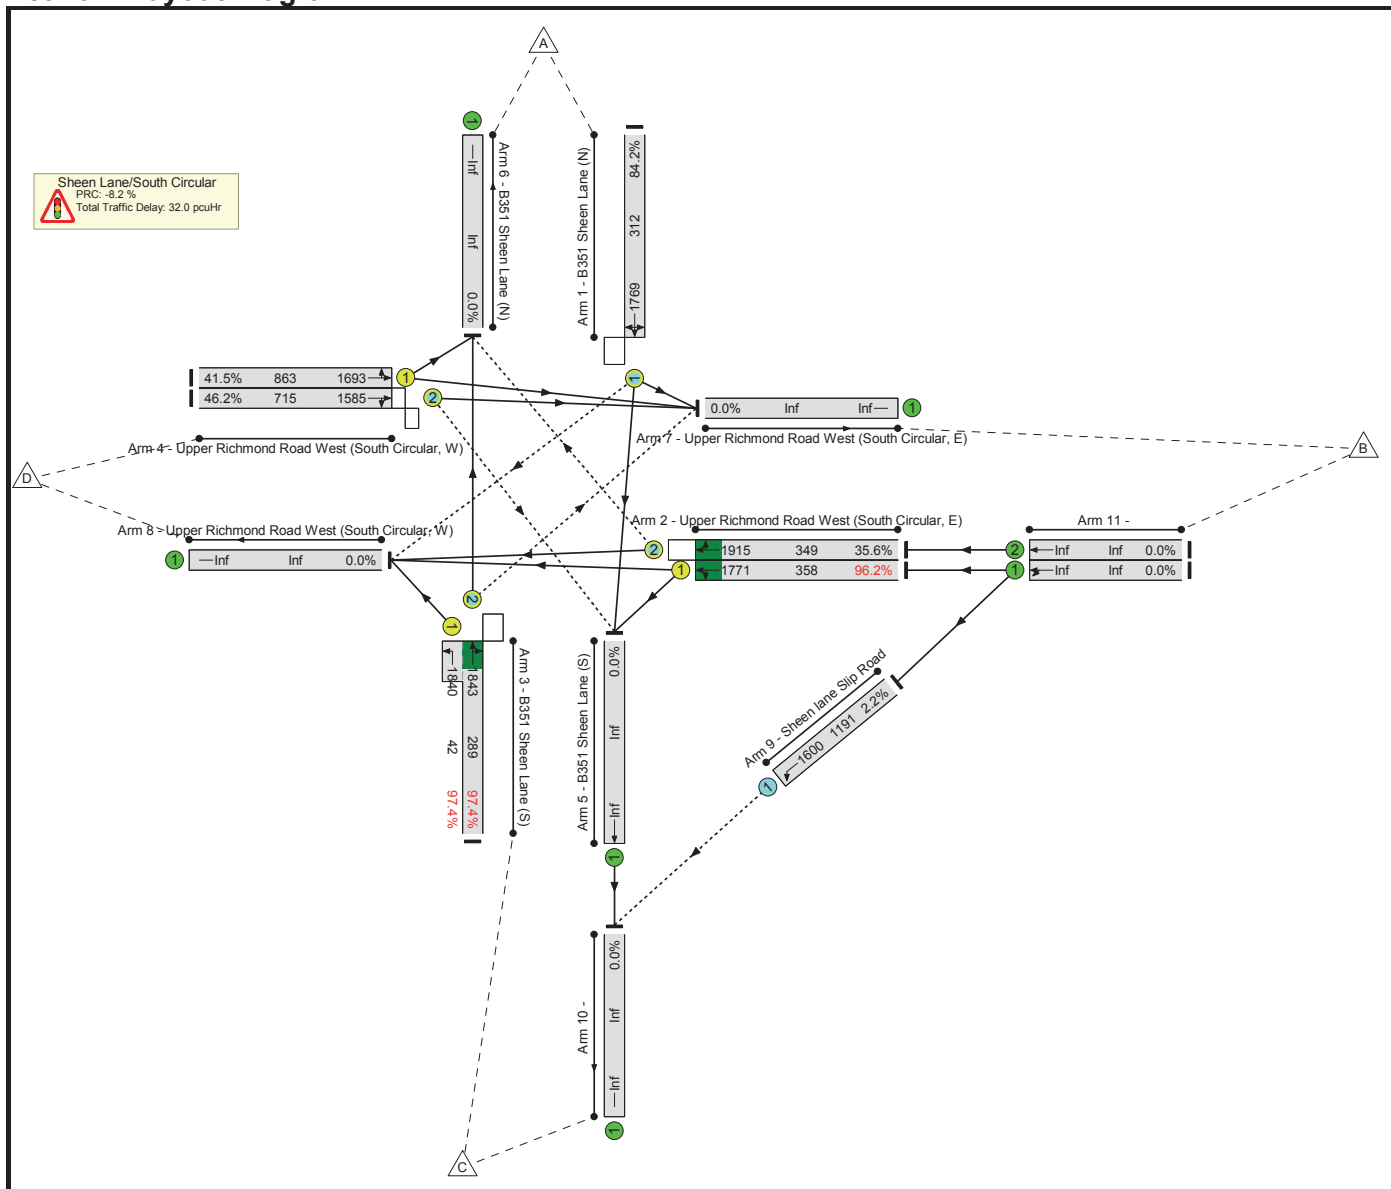 A
Sheen Lane/South Circular
PRC: -8.2 %
Total Traffic Delay: 32.0 pcuHr
1
Inf
Inf
0.0%
Arm 6 - B351 Sheen Lane (N)
Arm 1 - B351 Sheen Lane (N)
84.2%
312
1769
41.5% 863 1693
46.2% 715 1585
1
2
1
Arm 4 - Upper Richmond Road West (South Circular, W)
0.0% Inf Inf
1
Arm 7 - Upper Richmond Road West (South Circular, E)
B
D
Arm 8 - Upper Richmond Road West (South Circular, W)
1
Inf Inf 0.0%
Arm 2 - Upper Richmond Road West (South Circular, E)
2
1
1915 349 35.6%
1771 358 96.2%
Arm 11 -
2
1
Inf Inf 0.0%
Inf Inf 0.0%
2
1
1840
42
97.4%
1843
289
97.4%
Arm 3 - B351 Sheen Lane (S)
Arm 5 - B351 Sheen Lane (S)
0.0%
Inf
Inf
1
Arm 9 - Sheen lane Slip Road
1600 1191 2.2%
1
Arm 10 -
0.0%
Inf
Inf
1
C